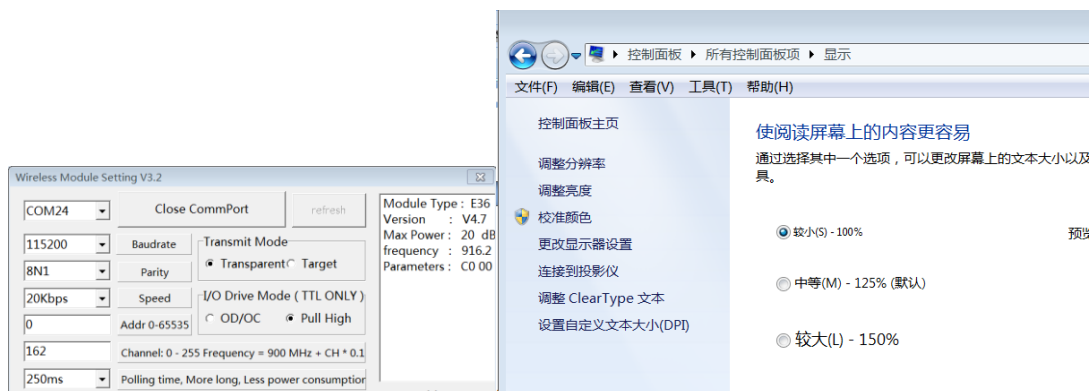 Wireless Module Setting V3.2
COM24
Close CommPort
refresh
115200
Baudrate
Transmit Mode
Transparent
Target
8N1
Parity
20Kbps
Speed
I/O Drive Mode ( TTL ONLY )
OD/OC
Pull High
0
Addr 0-65535
162
Channel: 0 - 255 Frequency = 900 MHz + CH * 0.1
250ms
Polling time, More long, Less power consumption
Module Type : E36
Version : V4.7
Max Power : 20 dB
frequency : 916.2
Parameters : C0 00
控制面板
所有控制面板项
显示
文件(F) 编辑(E) 查看(V) 工具(T) 帮助(H)
控制面板主页
调整分辨率
调整亮度
校准颜色
更改显示器设置
连接到投影仪
调整 ClearType 文本
设置自定义文本大小(DPI)
使阅读屏幕上的内容更容易
通过选择其中一个选项，可以更改屏幕上的文本大小以及
具。
较小(S) - 100%
预览
中等(M) - 125% (默认)
较大(L) - 150%